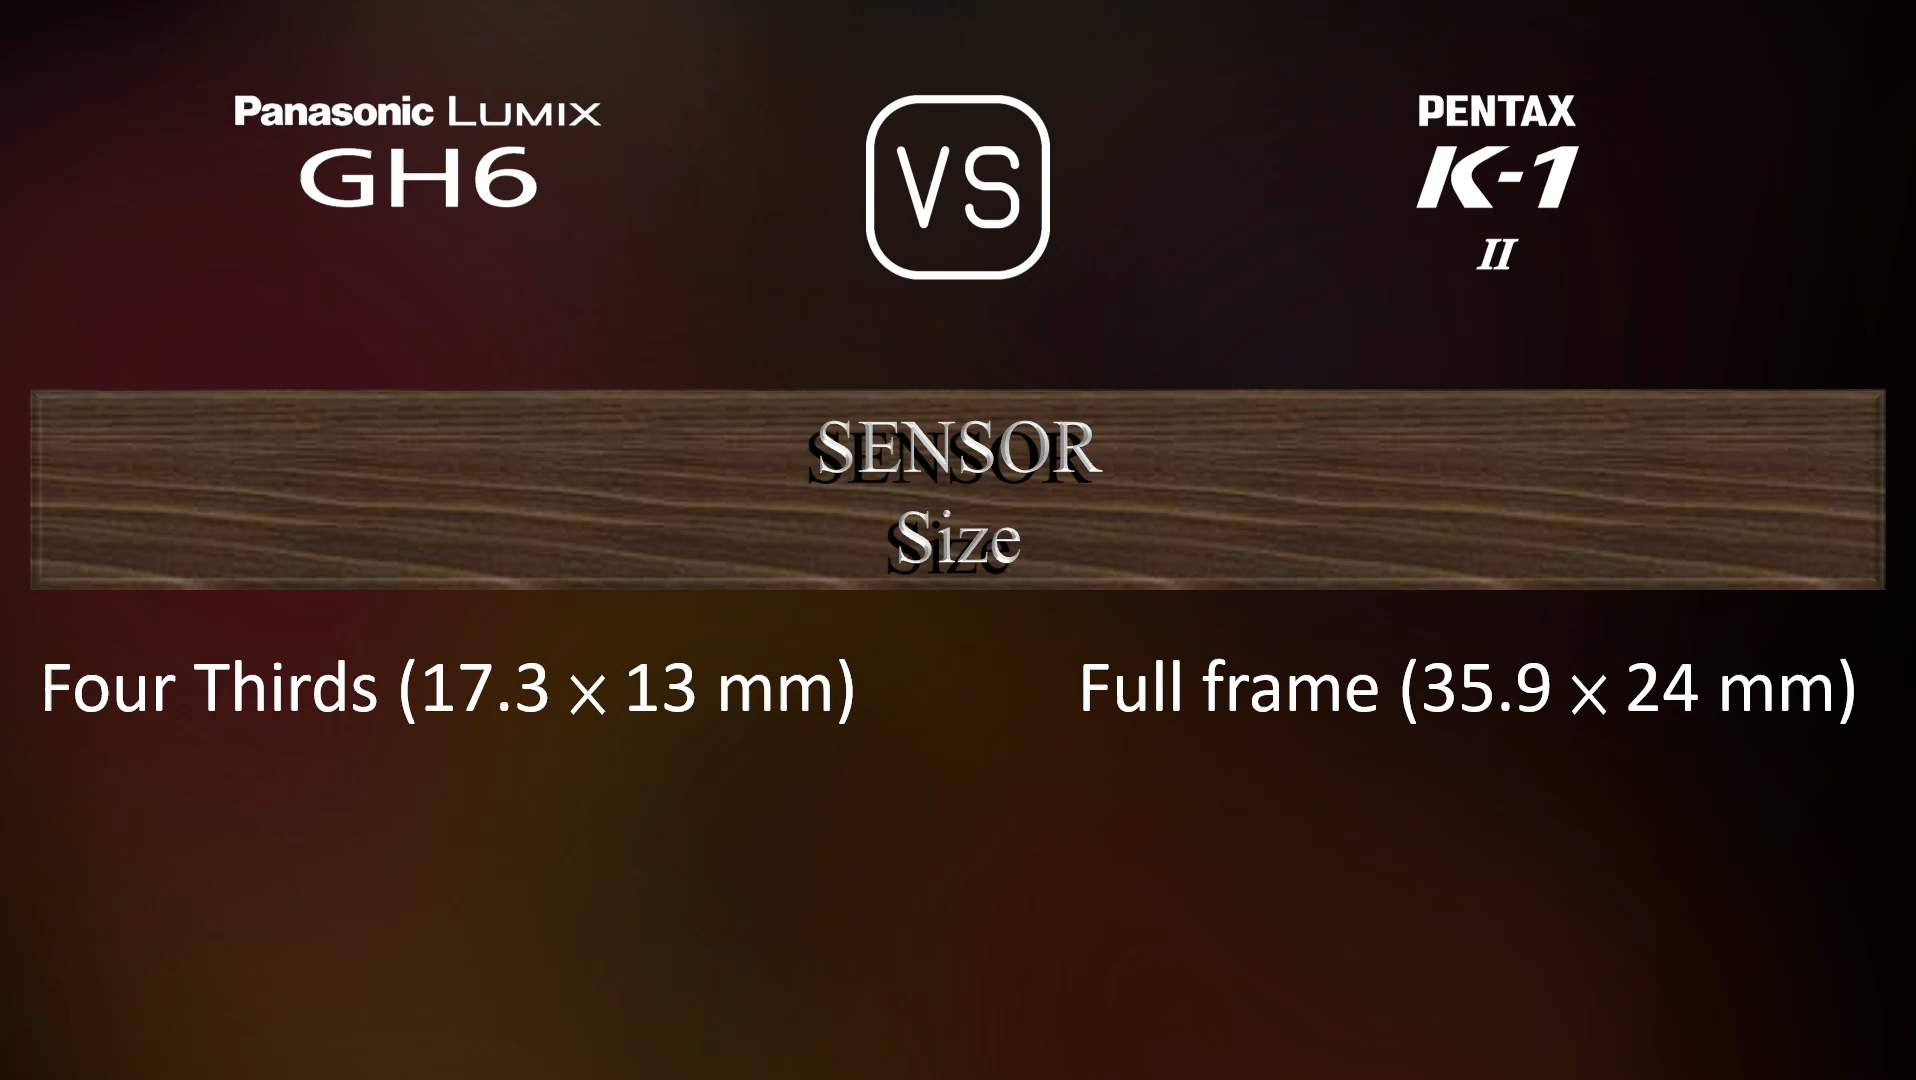 Panasonic LUMIX
GH6
VS
PENTAX
K-1
II
SENSOR
Size
Four Thirds (17.3 x 13 mm)
Full frame (35.9 x 24 mm)